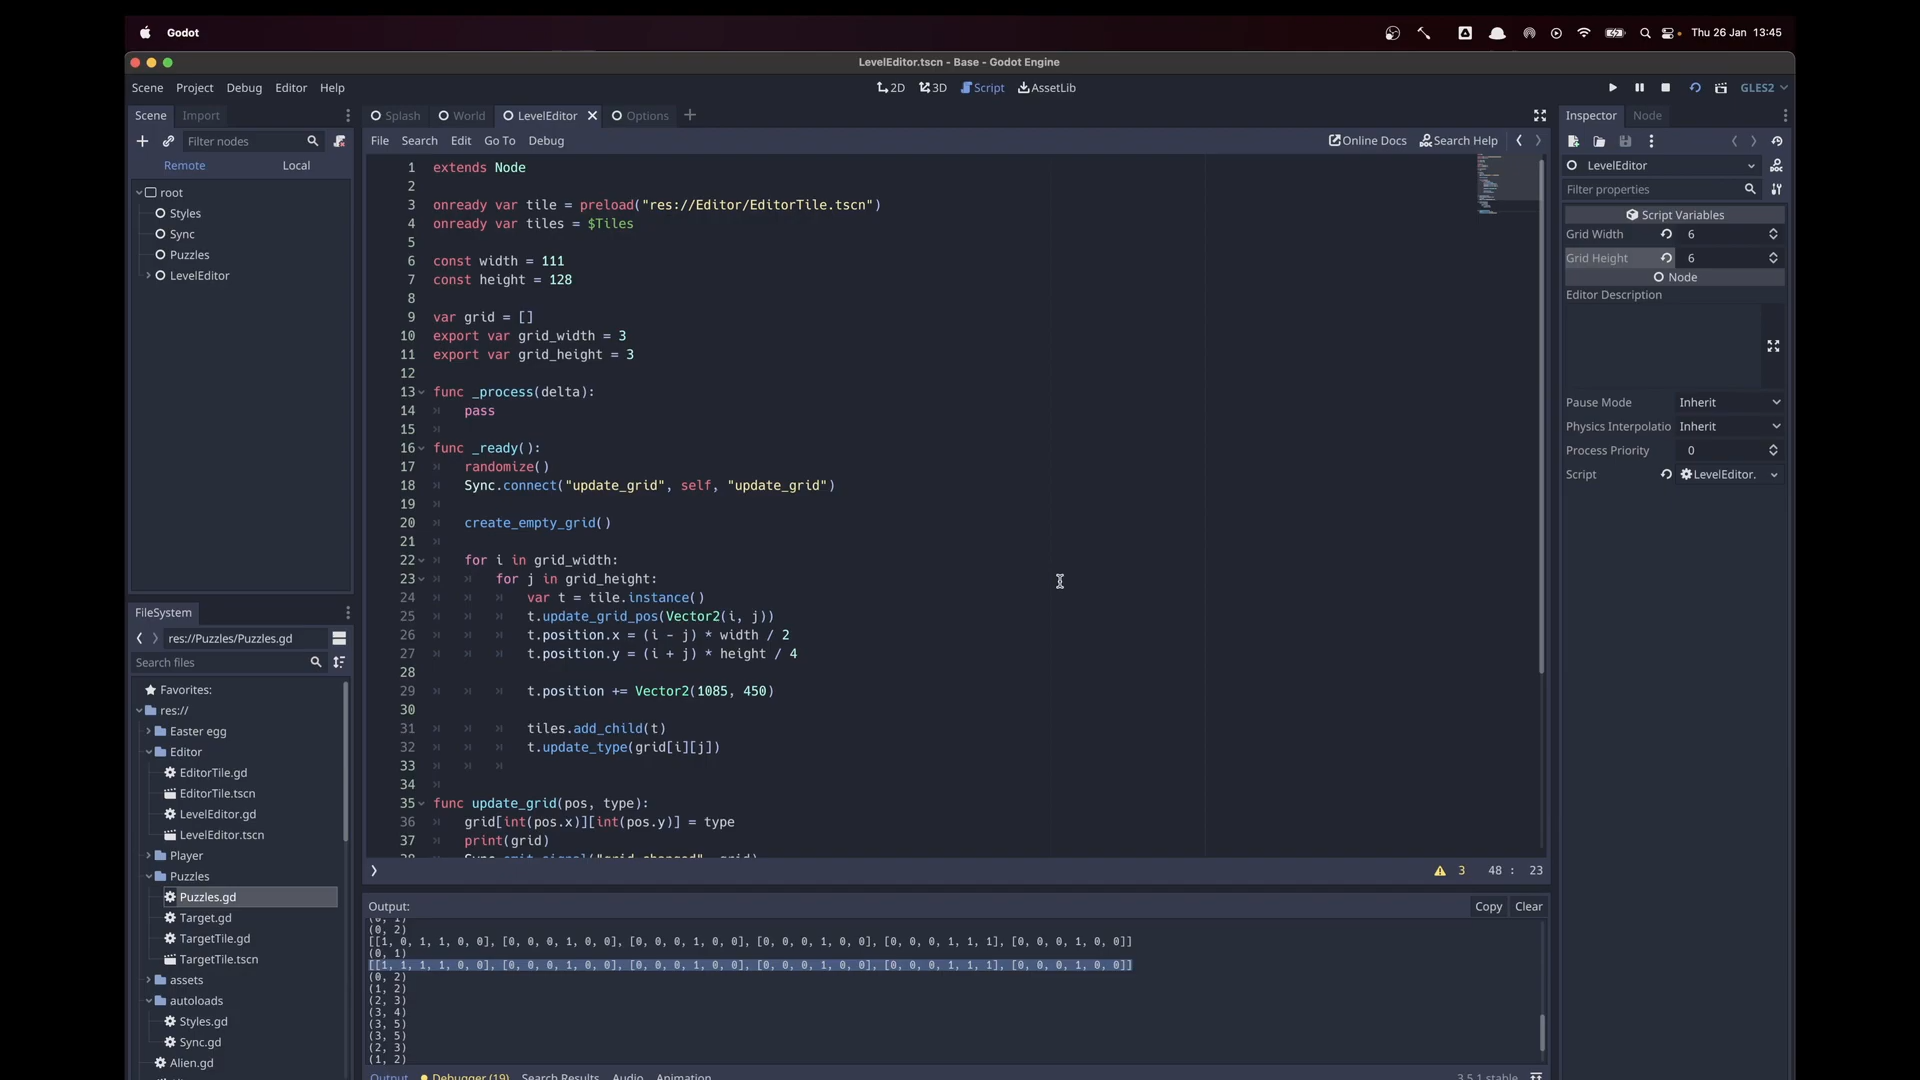 Godot
Thu 26 Jan 13:45
LevelEditor.tscn - Base - Godot Engine
Scene Project Debug Editor Help
2D 3D Script AssetLib
GLES2
Scene Import
Splash World LevelEditor Options
Inspector Node
Filter nodes
File Search Edit Go To Debug
Online Docs Search Help
Remote Local
LevelEditor
Filter properties
root
Styles
Sync
Puzzles
LevelEditor
1 extends Node
2
3 onready var tile = preload("res://Editor/EditorTile.tscn")
4 onready var tiles = $Tiles
5
6 const width = 111
7 const height = 128
8
9 var grid = []
10 export var grid_width = 3
11 export var grid_height = 3
12
13 func _process(delta):
14 pass
15
16 func _ready():
17 randomize()
18 Sync.connect("update_grid", self, "update_grid")
19
20 create_empty_grid()
21
22 for i in grid_width:
23 for j in grid_height:
24 var t = tile.instance()
25 t.update_grid_pos(Vector2(i, j))
26 t.position.x = (i - j) * width / 2
27 t.position.y = (i + j) * height / 4
28
29 t.position += Vector2(1085, 450)
30
31 tiles.add_child(t)
32 t.update_type(grid[i][j])
33
34
35 func update_grid(pos, type):
36 grid[int(pos.x)][int(pos.y)] = type
37 print(grid)
Script Variables
Grid Width 6
Grid Height 6
Node
Editor Description
Pause Mode Inherit
Physics Interpolatio Inherit
Process Priority 0
Script LevelEditor.
FileSystem
res://Puzzles/Puzzles.gd
Search files
Favorites:
res://
Easter egg
Editor
EditorTile.gd
EditorTile.tscn
LevelEditor.gd
LevelEditor.tscn
Player
Puzzles
Puzzles.gd
Target.gd
TargetTile.gd
TargetTile.tscn
assets
autoloads
Styles.gd
Sync.gd
Alien.gd
3 48 : 23
Output:
Copy Clear
(0, 1)
(0, 2)
[[1, 0, 1, 1, 0, 0], [0, 0, 0, 1, 0, 0], [0, 0, 0, 1, 0, 0], [0, 0, 0, 1, 0, 0], [0, 0, 0, 1, 1, 1], [0, 0, 0, 1, 0, 0]]
(0, 1)
[[1, 1, 1, 1, 0, 0], [0, 0, 0, 1, 0, 0], [0, 0, 0, 1, 0, 0], [0, 0, 0, 1, 0, 0], [0, 0, 0, 1, 1, 1], [0, 0, 0, 1, 0, 0]]
(0, 2)
(1, 2)
(2, 3)
(3, 4)
(3, 5)
(3, 5)
(2, 3)
(1, 2)
Output Debugger (19) Search Results Audio Animation
3.5.1.stable